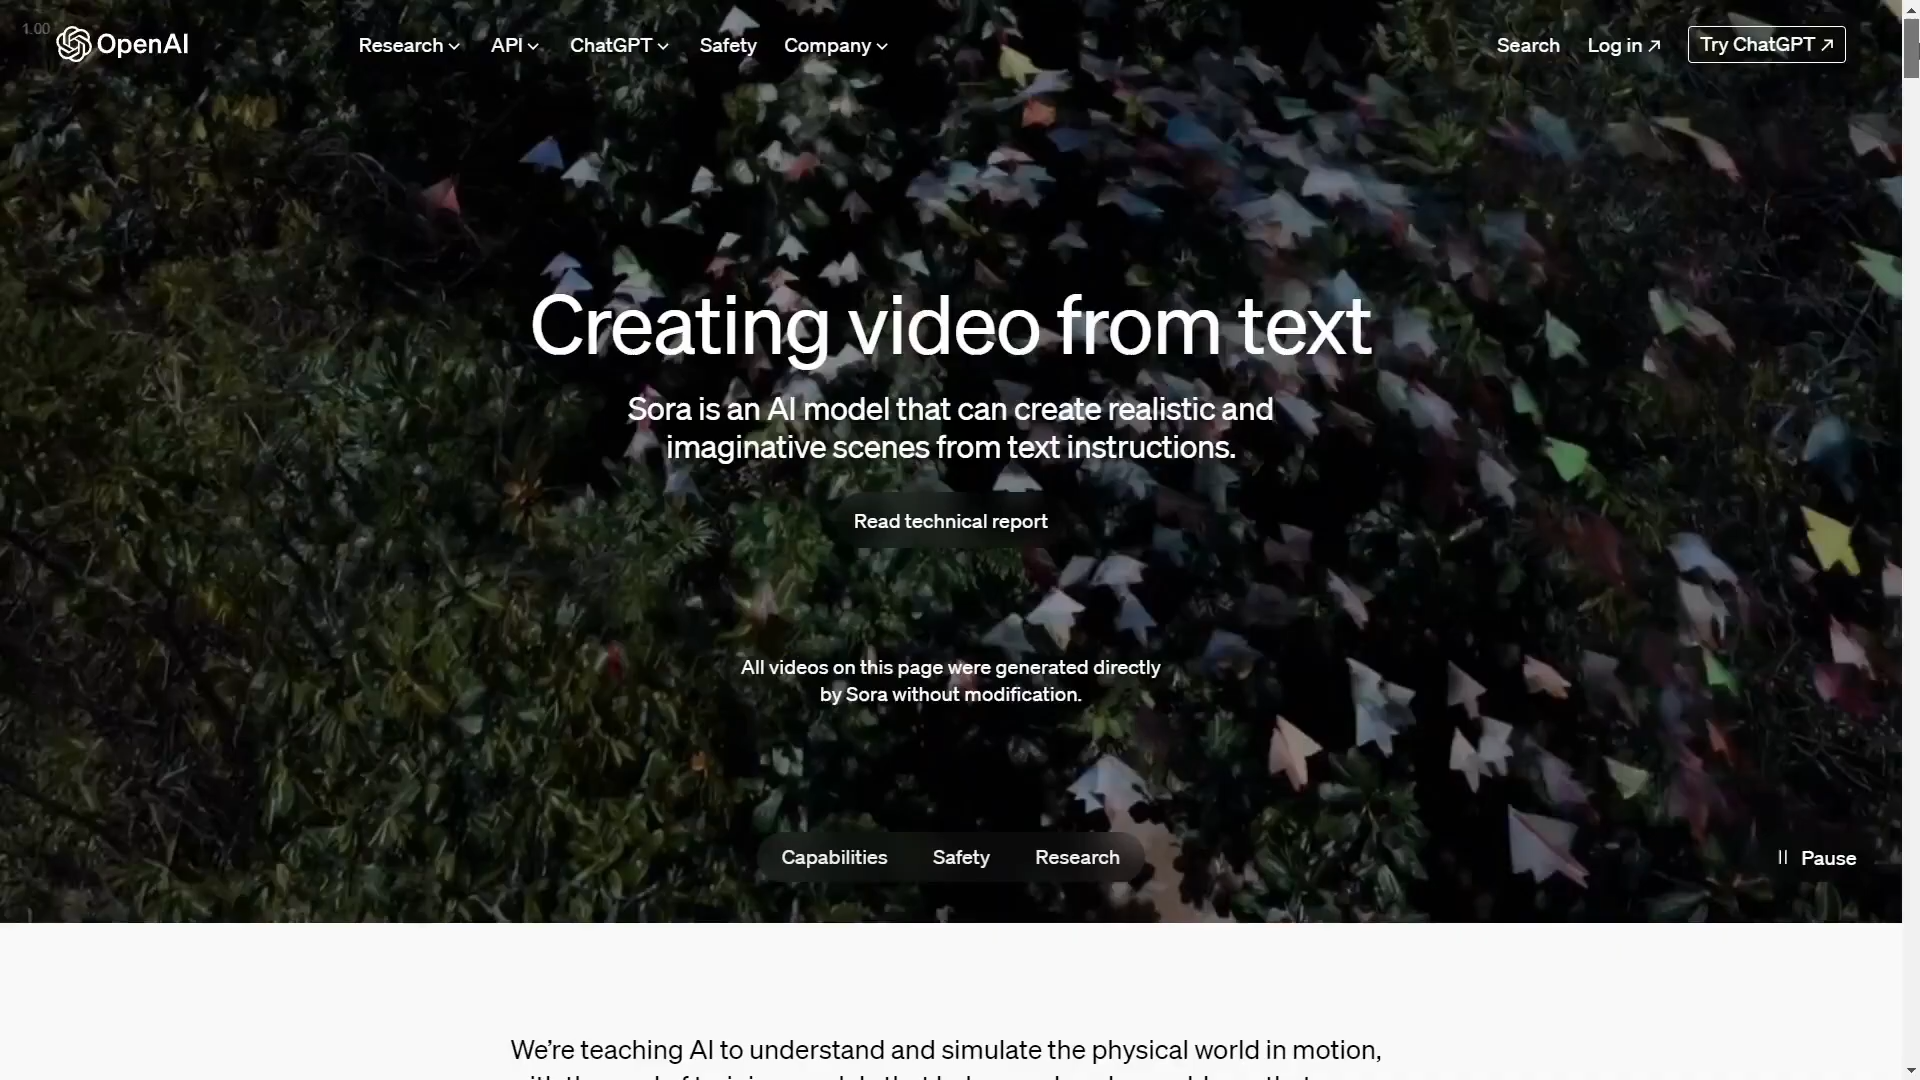 1.00
OpenAI
Research API ChatGPT Safety Company
Search Log in Try ChatGPT
Creating video from text
Sora is an AI model that can create realistic and
imaginative scenes from text instructions.
Read technical report
All videos on this page were generated directly
by Sora without modification.
Capabilities Safety Research
Pause
We’re teaching AI to understand and simulate the physical world in motion,